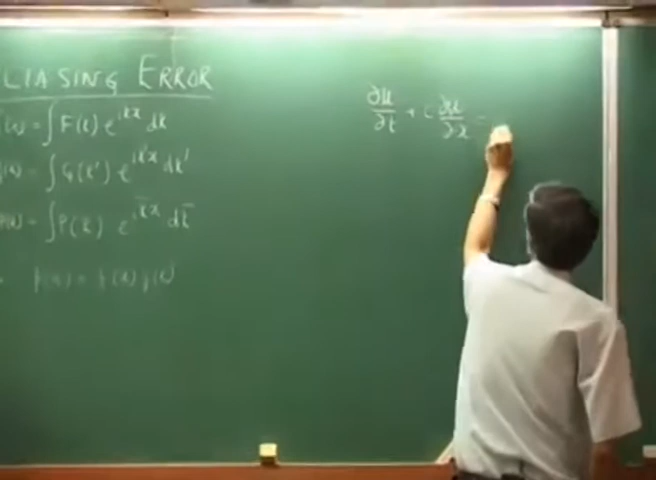 LIASING ERROR
= ∫ F(k) e^{ikx} dk
= ∫ G(k') e^{ik'x} dk'
= ∫ P(k̄) e^{ik̄x} dk̄
∂u/∂t + c ∂u/∂x =